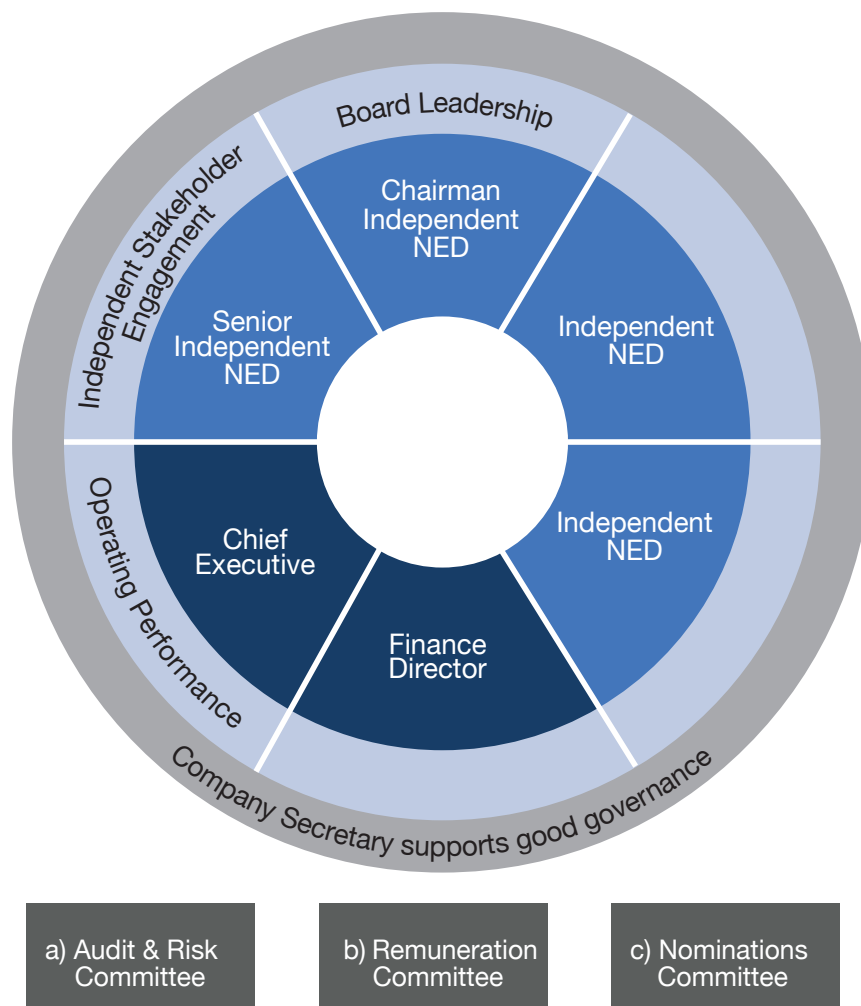 Board Leadership
Chairman
Independent
NED
Independent Stakeholder
Engagement
Senior
Independent
NED
Independent
NED
Chief
Executive
Independent
NED
Operating Performance
Finance
Director
Company Secretary supports good governance
a) Audit & Risk
Committee
b) Remuneration
Committee
c) Nominations
Committee